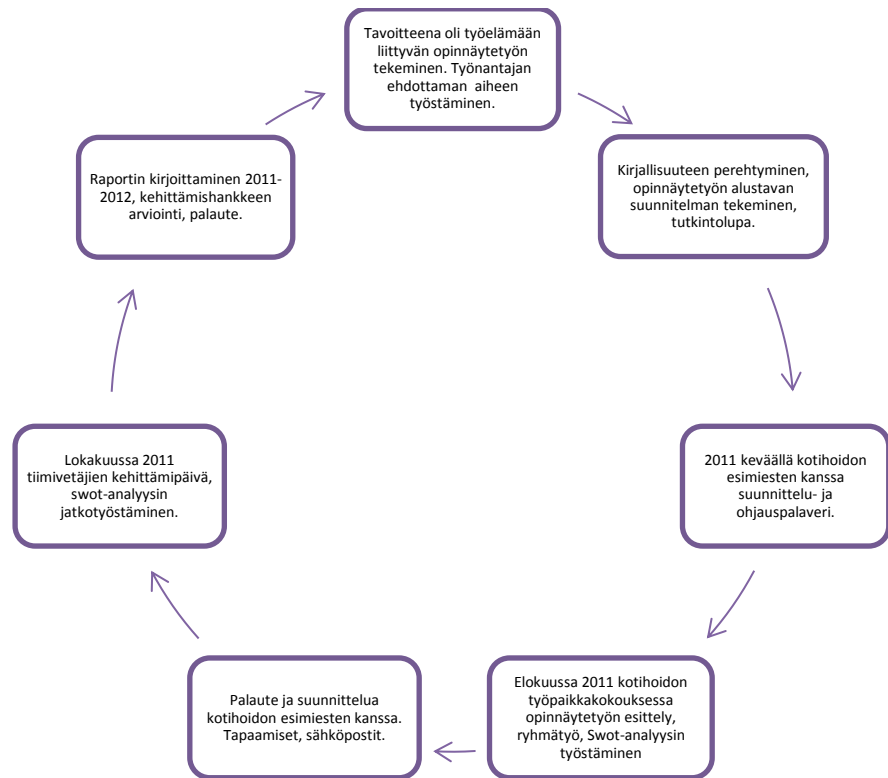 Tavoitteena oli työelämään
liittyvän opinnäytetyön
tekeminen. Työnantajan
ehdottaman aiheen
työstäminen.
Kirjallisuuteen perehtyminen,
opinnäytetyön alustavan
suunnitelman tekeminen,
tutkintolupa.
2011 keväällä kotihoidon
esimiesten kanssa
suunnittelu- ja
ohjauspalaveri.
Elokuussa 2011 kotihoidon
työpaikkakokouksessa
opinnäytetyön esittely,
ryhmätyö, Swot-analyysin
työstäminen
Palaute ja suunnittelua
kotihoidon esimiesten kanssa.
Tapaamiset, sähköpostit.
Lokakuussa 2011
tiimivetäjien kehittämipäivä,
swot-analyysin
jatkotyöstäminen.
Raportin kirjoittaminen 2011-
2012, kehittämishankkeen
arviointi, palaute.